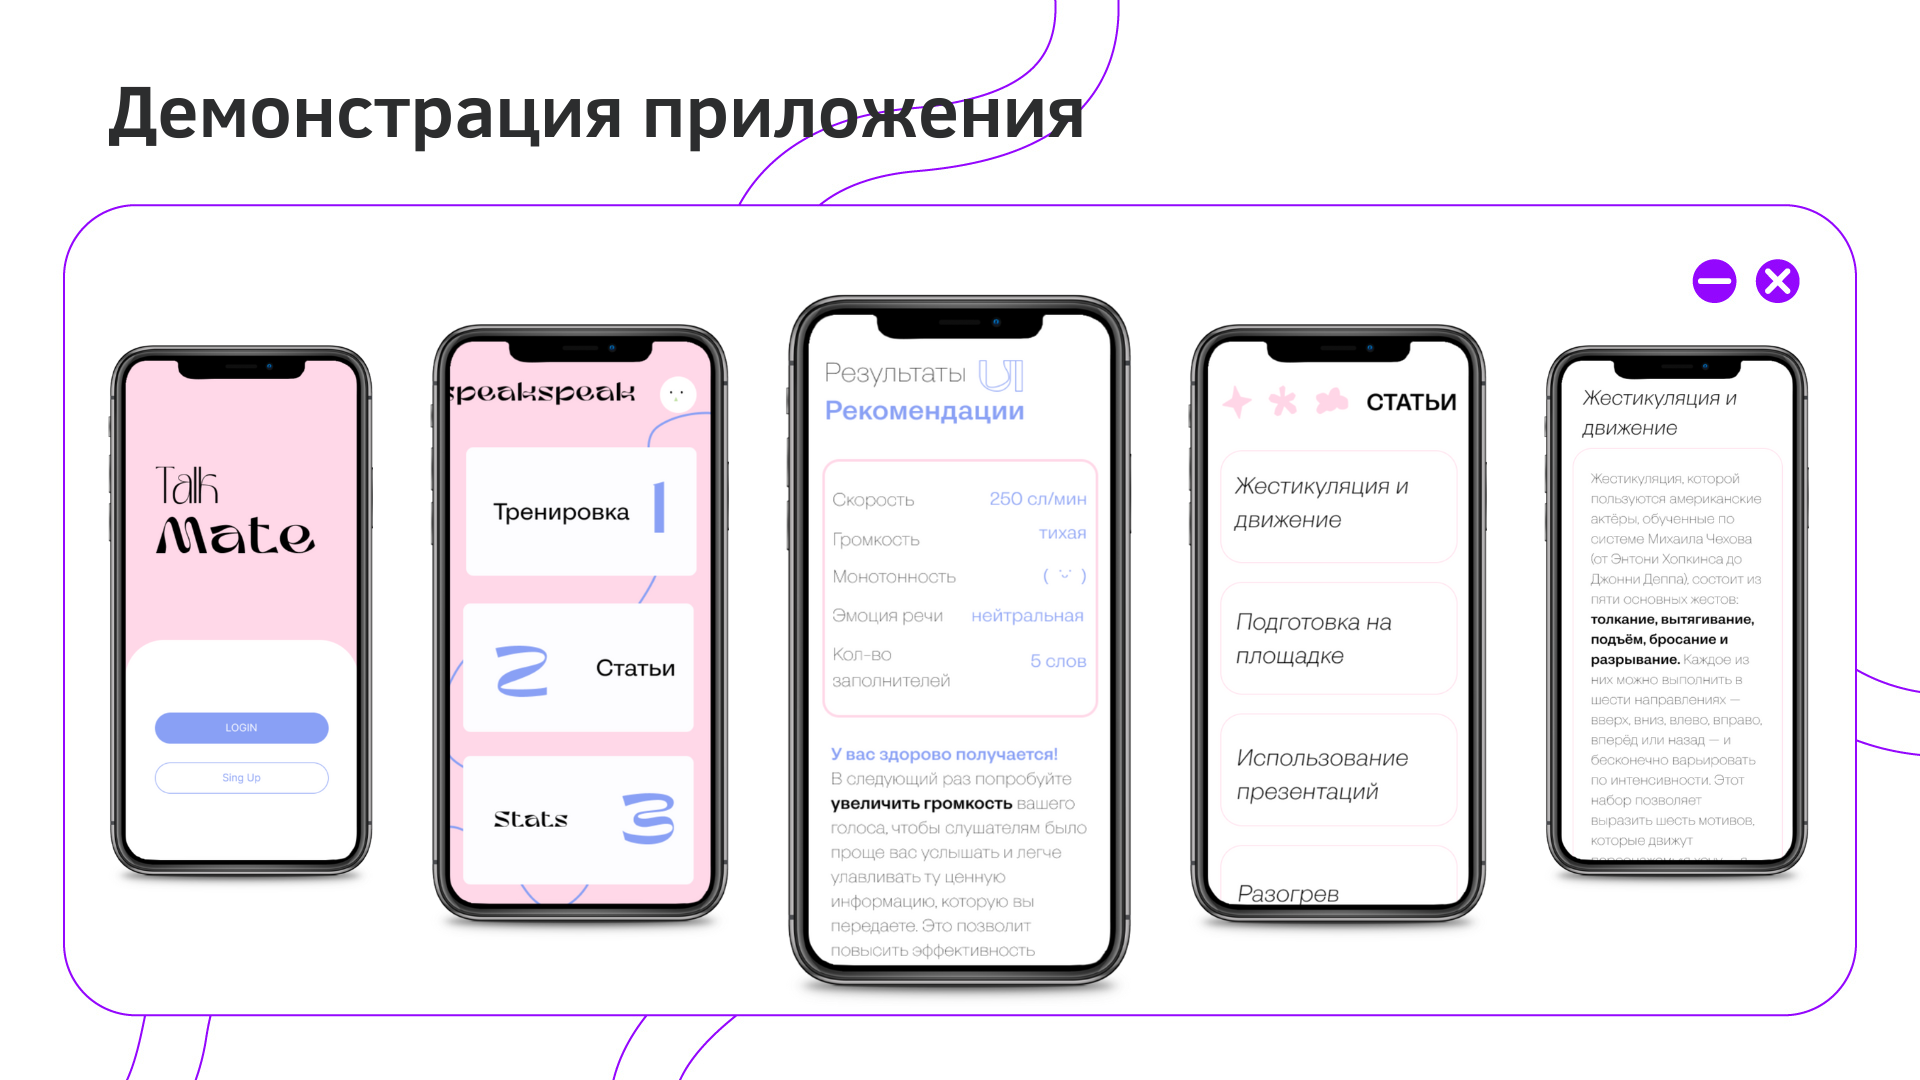 Демонстрация приложения
Talk
Mate
LOGIN
Sing Up
speakspeak
Тренировка
1
2
Статьи
Stats
3
Результаты UI
Рекомендации
Скорость 250 сл/мин
Громкость тихая
Монотонность
Эмоция речи нейтральная
Кол-во
заполнителей 5 слов
У вас здорово получается!
В следующий раз попробуйте
увеличить громкость вашего
голоса, чтобы слушателям было
проще вас услышать и легче
улавливать ту ценную
информацию, которую вы
передаете. Это позволит
повысить эффективность
СТАТЬИ
Жестикуляция и
движение
Подготовка на
площадке
Использование
презентаций
Разогрев
Жестикуляция и
движение
Жестикуляция, которой
пользуются американские
актёры, обученные по
системе Михаила Чехова
(от Энтони Хопкинса до
Джонни Деппа), состоит из
пяти основных жестов:
толкание, вытягивание,
подъём, бросание и
разрывание. Каждое из
них можно выполнить в
шести направлениях —
вверх, вниз, влево, вправо,
вперёд или назад — и
бесконечно варьировать
по интенсивности. Этот
набор позволяет
выразить шесть мотивов,
которые движут